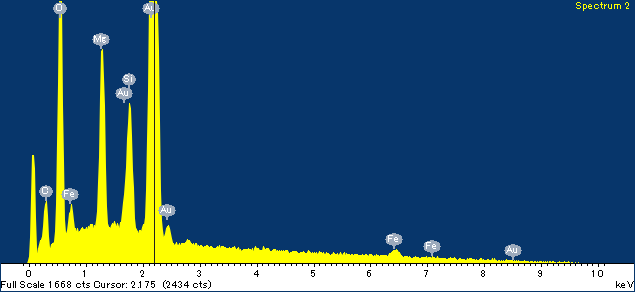 Spectrum 2
O
Au
Mg
Si
Au
Fe
Au
Fe
Fe
Au
0 1 2 3 4 5 6 7 8 9 10
Full Scale 1668 cts Cursor: 2.175 (2434 cts) keV